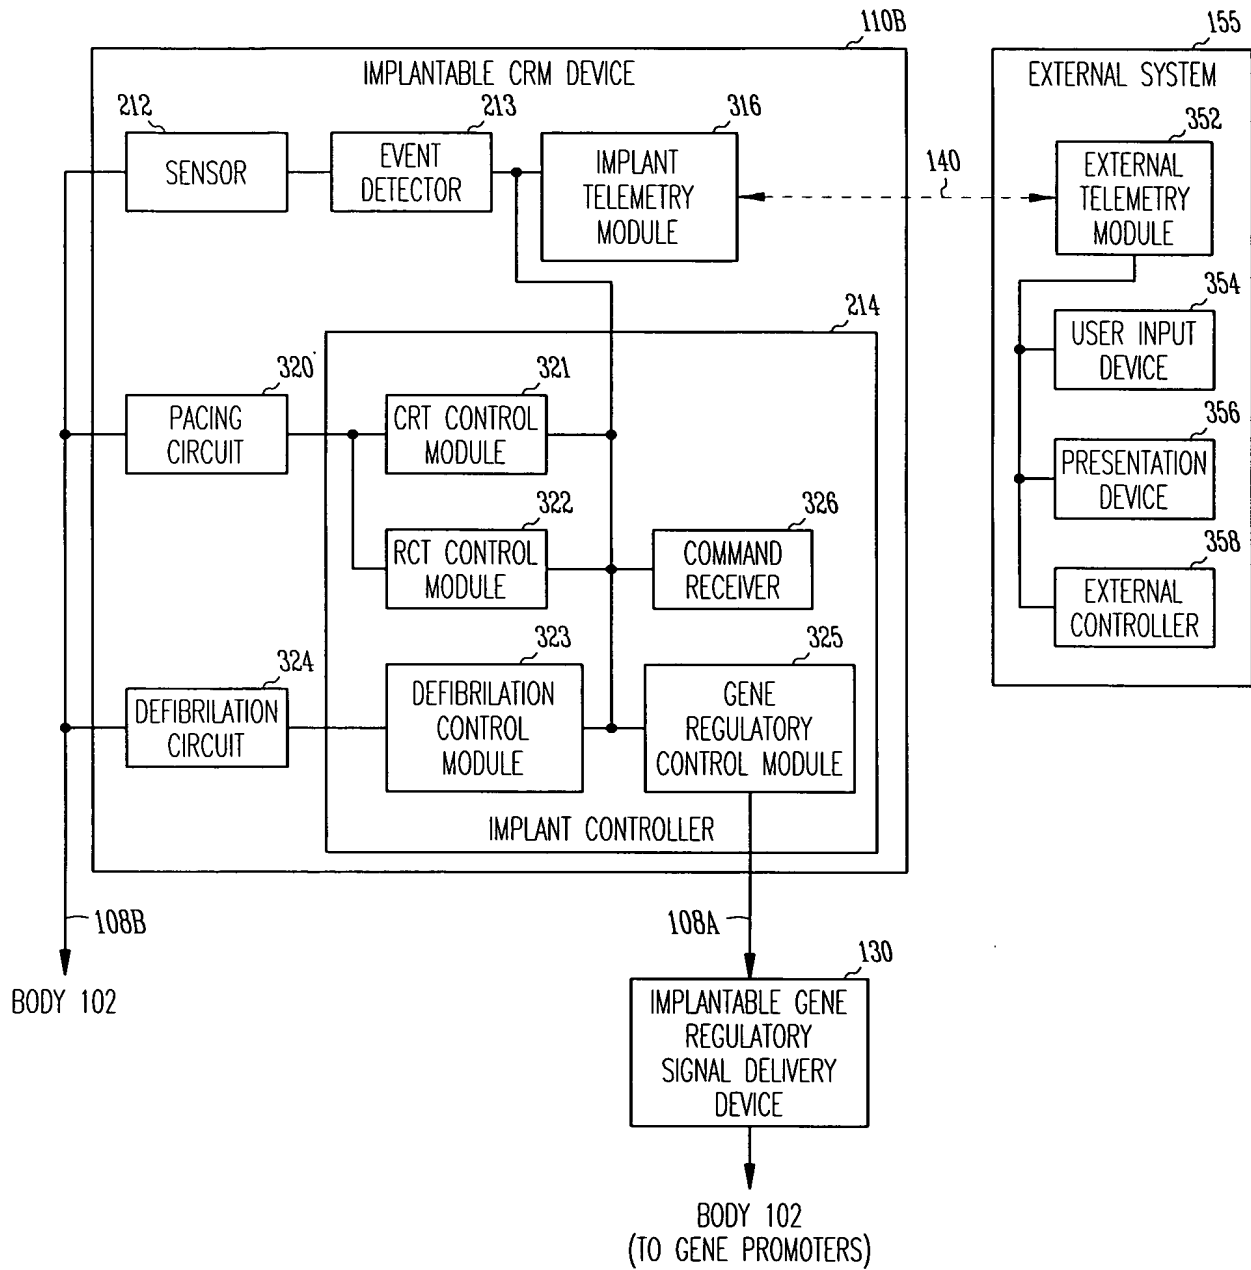 110B
155
IMPLANTABLE CRM DEVICE
EXTERNAL SYSTEM
212
213
316
352
SENSOR
EVENT
DETECTOR
IMPLANT
TELEMETRY
MODULE
140
EXTERNAL
TELEMETRY
MODULE
354
USER INPUT
DEVICE
214
320
321
PACING
CIRCUIT
CRT CONTROL
MODULE
356
PRESENTATION
DEVICE
322
326
RCT CONTROL
MODULE
COMMAND
RECEIVER
358
EXTERNAL
CONTROLLER
324
323
325
DEFIBRILATION
CIRCUIT
DEFIBRILATION
CONTROL
MODULE
GENE
REGULATORY
CONTROL MODULE
IMPLANT CONTROLLER
108B
108A
BODY 102
130
IMPLANTABLE GENE
REGULATORY
SIGNAL DELIVERY
DEVICE
BODY 102
(TO GENE PROMOTERS)